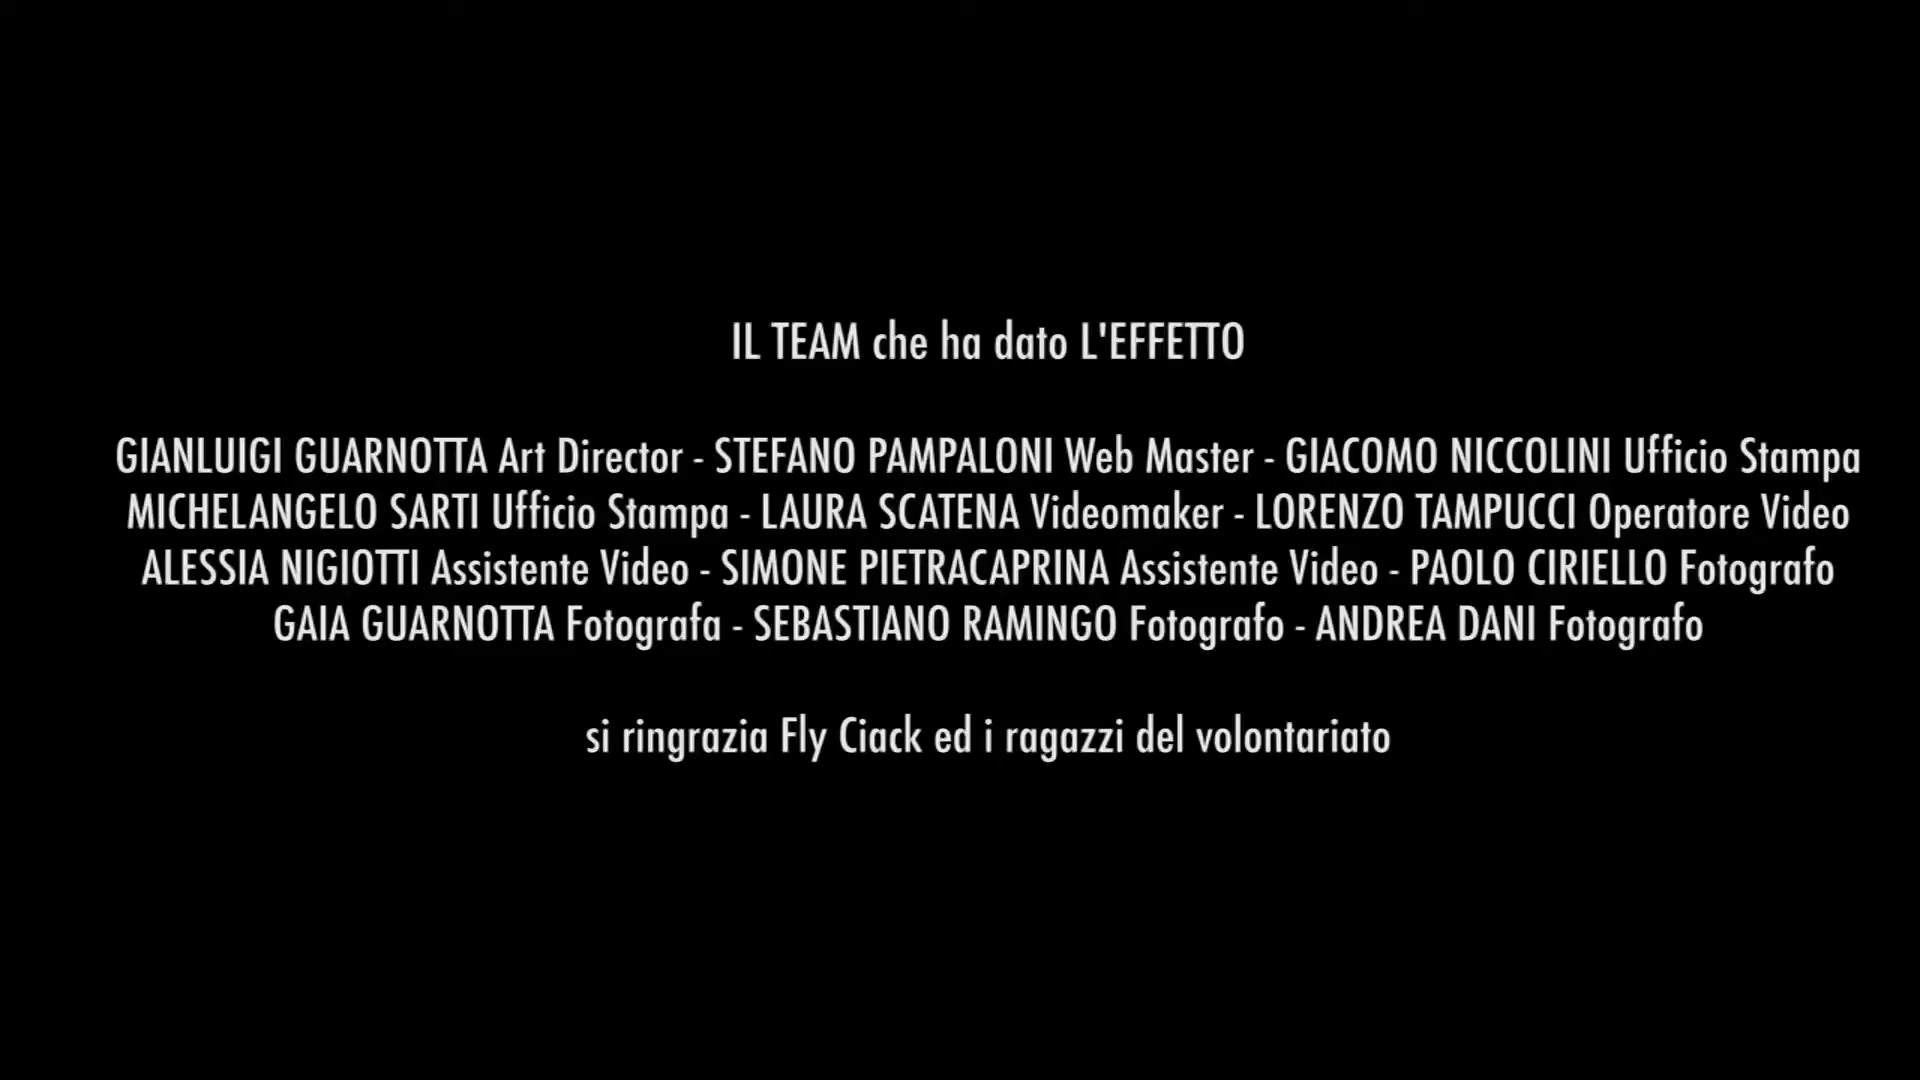 IL TEAM che ha dato L'EFFETTO
GIANLUIGI GUARNOTTA Art Director - STEFANO PAMPALONI Web Master - GIACOMO NICCOLINI Ufficio Stampa
MICHELANGELO SARTI Ufficio Stampa - LAURA SCATENA Videomaker - LORENZO TAMPUCCI Operatore Video
ALESSIA NIGIOTTI Assistente Video - SIMONE PIETRACAPRINA Assistente Video - PAOLO CIRIELLO Fotografo
GAIA GUARNOTTA Fotografa - SEBASTIANO RAMINGO Fotografo - ANDREA DANI Fotografo
si ringrazia Fly Ciack ed i ragazzi del volontariato